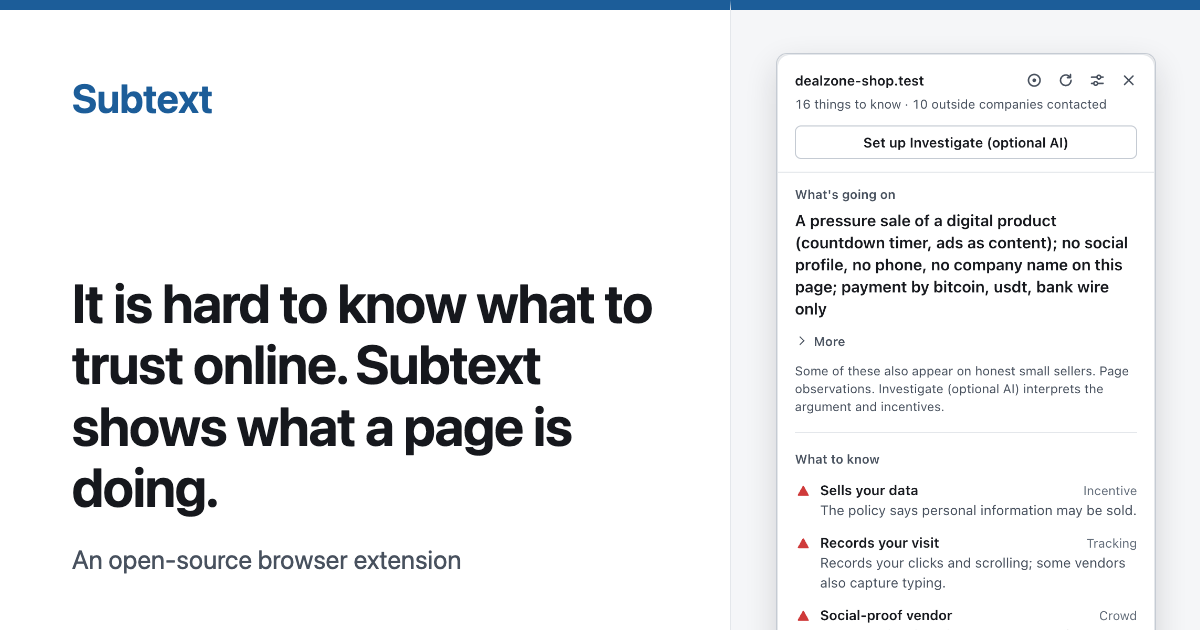 Subtext
It is hard to know what to
trust online. Subtext
shows what a page is
doing.
An open-source browser extension
dealzone-shop.test
16 things to know · 10 outside companies contacted
Set up Investigate (optional AI)
What's going on
A pressure sale of a digital product
(countdown timer, ads as content); no social
profile, no phone, no company name on this
page; payment by bitcoin, usdt, bank wire
only
More
Some of these also appear on honest small sellers. Page
observations. Investigate (optional AI) interprets the
argument and incentives.
What to know
Sells your data Incentive
The policy says personal information may be sold.
Records your visit Tracking
Records your clicks and scrolling; some vendors
also capture typing.
Social-proof vendor Crowd